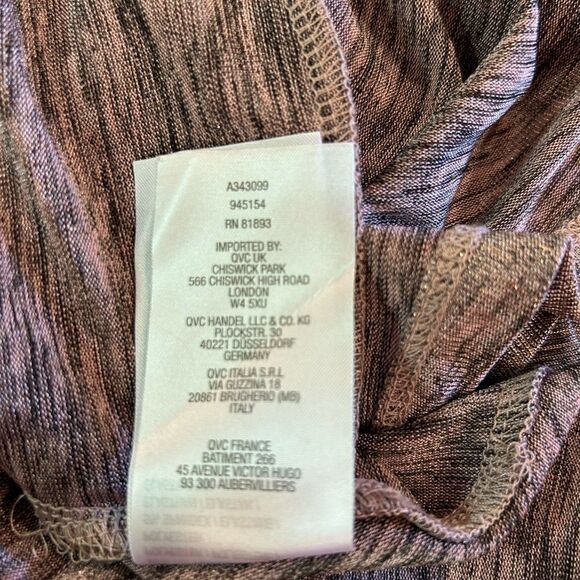 A343099
945154
RN 81893
IMPORTED BY:
QVC UK
CHISWICK PARK
566 CHISWICK HIGH ROAD
LONDON
W4 5XU
QVC HANDEL LLC & CO. KG
PLOCKSTR. 30
40221 DÜSSELDORF
GERMANY
QVC ITALIA S.R.L
VIA GUZZINA 18
20861 BRUGHERIO (MB)
ITALY
QVC FRANCE
BATIMENT 266
45 AVENUE VICTOR HUGO
93 300 AUBERVILLIERS